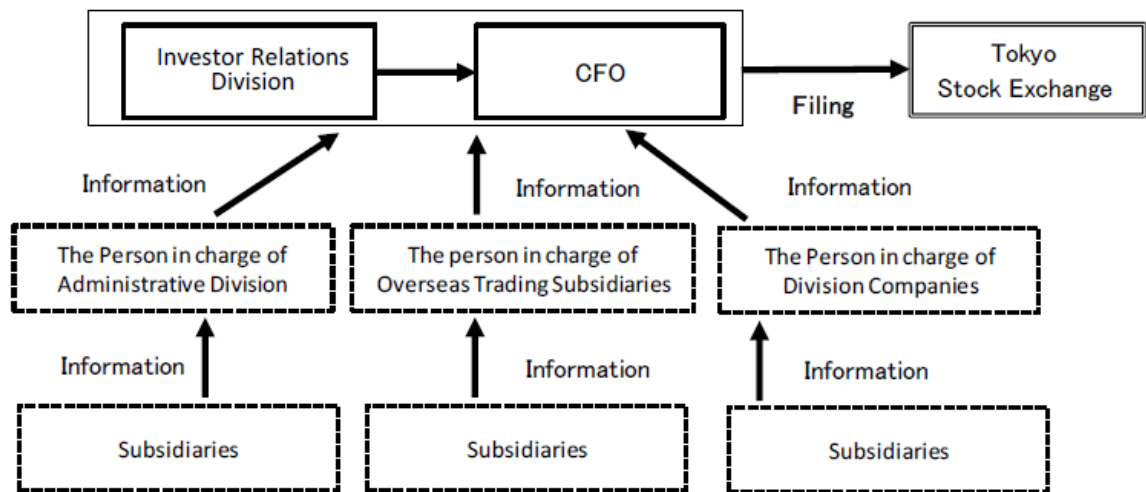 Investor Relations
Division
CFO
Tokyo
Stock Exchange
Filing
Information
Information
Information
The Person in charge of
Administrative Division
The person in charge of
Overseas Trading Subsidiaries
The Person in charge of
Division Companies
Information
Information
Information
Subsidiaries
Subsidiaries
Subsidiaries